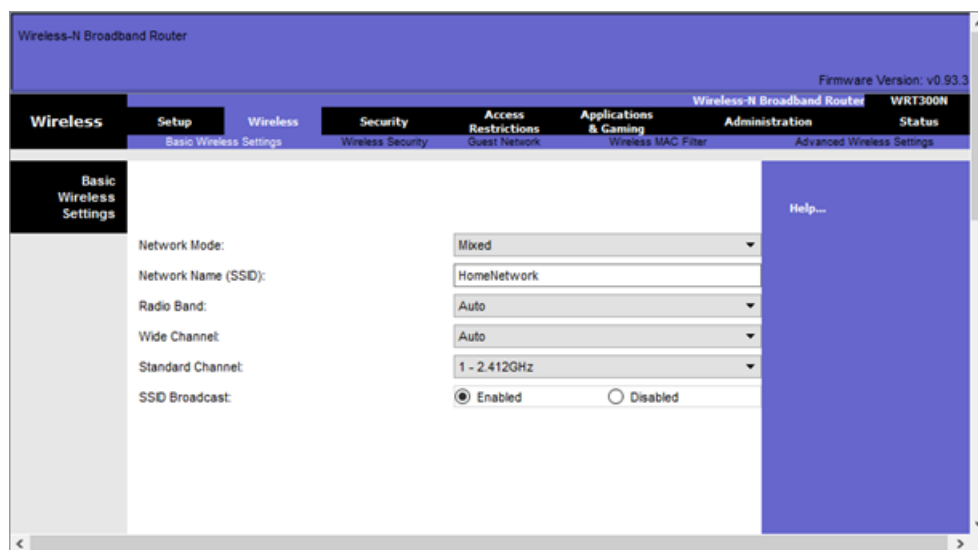 Wireless-N Broadband Router
Firmware Version: v0.93.3
Wireless-N Broadband Router WRT300N
Wireless Setup Wireless Security Access Restrictions Applications & Gaming Administration Status
Basic Wireless Settings Wireless Security Guest Network Wireless MAC Filter Advanced Wireless Settings
Basic
Wireless
Settings
Help...
Network Mode: Mixed
Network Name (SSID): HomeNetwork
Radio Band: Auto
Wide Channel: Auto
Standard Channel: 1 - 2.412GHz
SSID Broadcast: Enabled Disabled